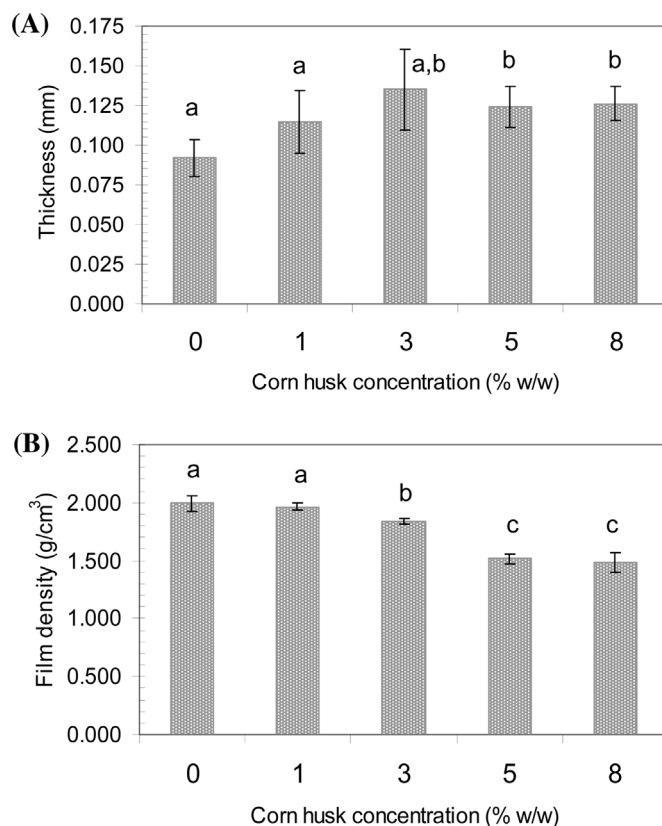 (A)
0.175
0.150
0.125
0.100
0.075
0.050
0.025
0.000
Thickness (mm)
a
a
a,b
b
b
0 1 3 5 8
Corn husk concentration (% w/w)
(B)
2.500
2.000
1.500
1.000
0.500
0.000
Film density (g/cm³)
a
a
b
c
c
0 1 3 5 8
Corn husk concentration (% w/w)